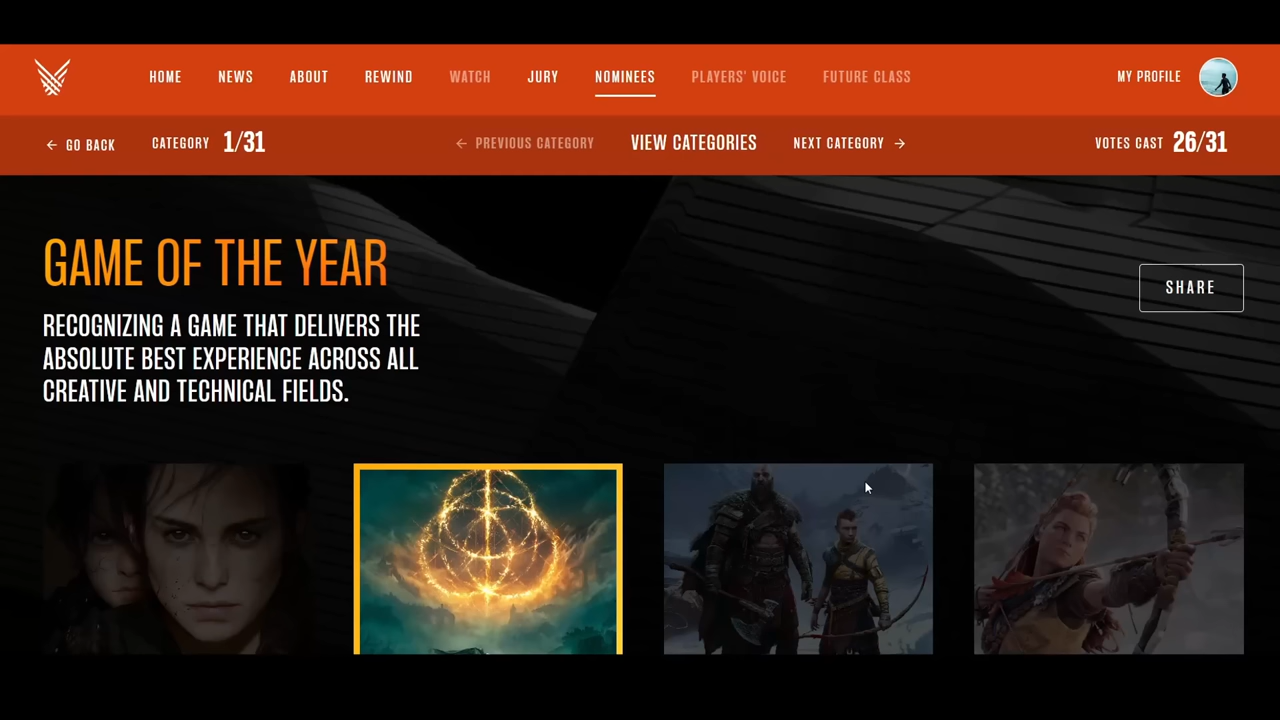 HOME NEWS ABOUT REWIND WATCH JURY NOMINEES PLAYERS' VOICE FUTURE CLASS MY PROFILE
GO BACK CATEGORY 1/31 PREVIOUS CATEGORY VIEW CATEGORIES NEXT CATEGORY VOTES CAST 26/31
GAME OF THE YEAR
SHARE
RECOGNIZING A GAME THAT DELIVERS THE
ABSOLUTE BEST EXPERIENCE ACROSS ALL
CREATIVE AND TECHNICAL FIELDS.